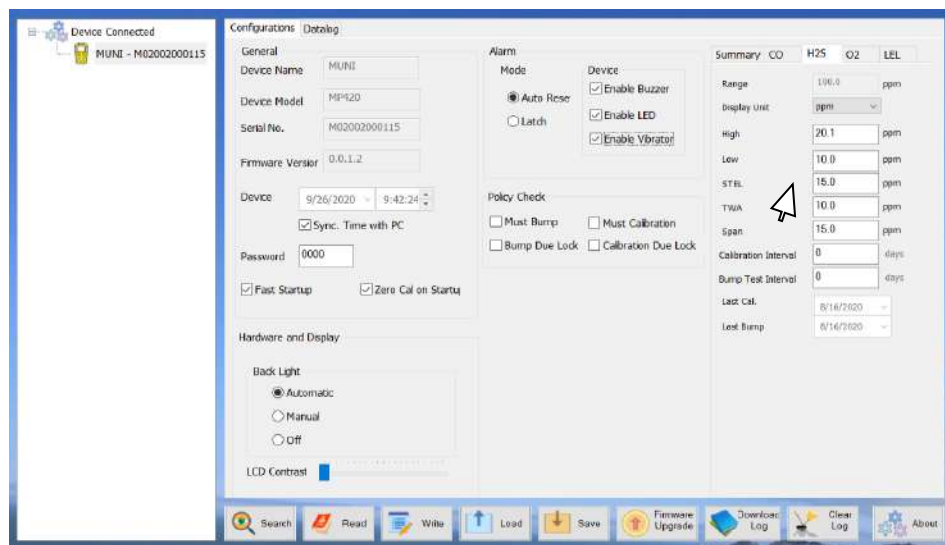 Device Connected
MUNI - M02002000115
Configurations Datalog
General
Device Name MUNI
Device Model MP420
Serial No. M02002000115
Firmware Versior 0.0.1.2
Device 9/26/2020 9:42:24
Sync. Time with PC
Password 0000
Fast Startup Zero Cal on Startu
Hardware and Display
Back Light
Automatic
Manual
Off
LCD Contrast
Alarm
Mode
Auto Reser
Latch
Device
Enable Buzzer
Enable LED
Enable Vibrator
Policy Check
Must Bump Must Calibration
Bump Due Lock Calibration Due Lock
Summary CO H2S O2 LEL
Range 100.0 ppm
Display Unit ppm
High 20.1 ppm
Low 10.0 ppm
STEL 15.0 ppm
TWA 10.0 ppm
Span 15.0 ppm
Calibration Interval 0 days
Bump Test Interval 0 days
Last Cal. 8/16/2020
Last Bump 8/16/2020
Search Read Write Load Save Firmware Upgrade Download Log Clear Log About